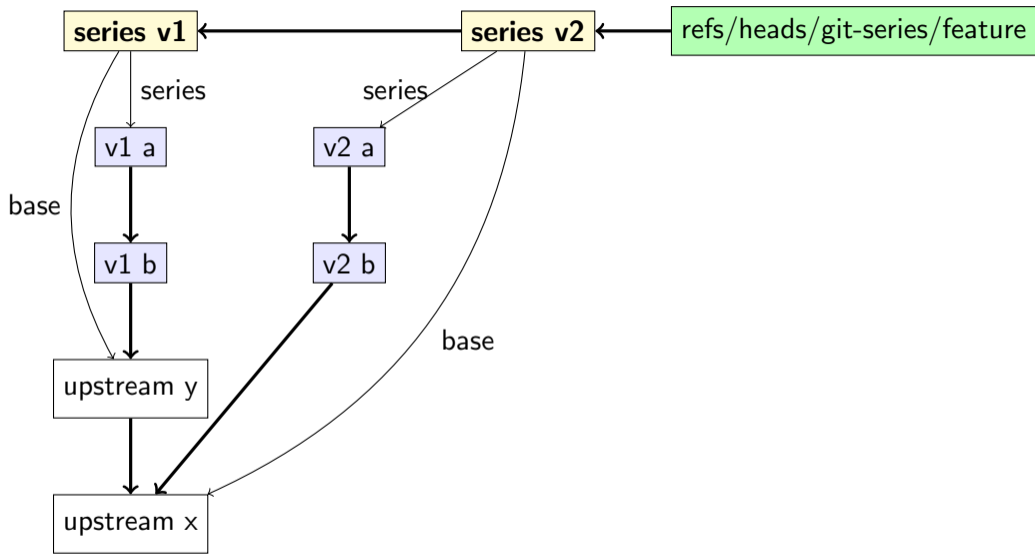 series v1
series v2
refs/heads/git-series/feature
series
series
v1 a
v2 a
base
v1 b
v2 b
base
upstream y
upstream x